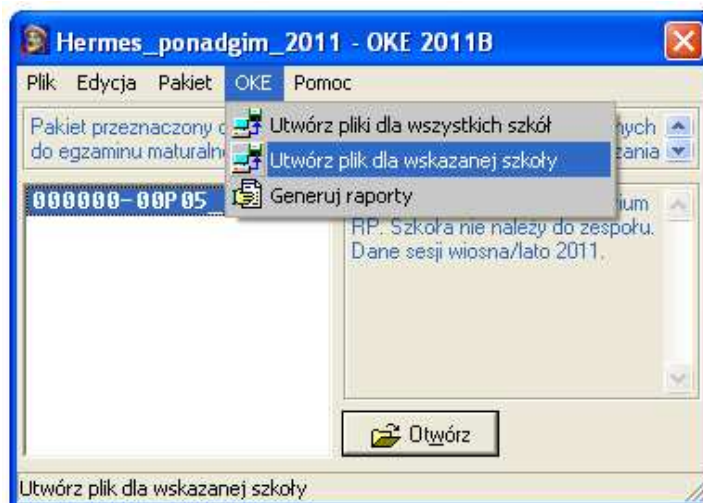 Hermes_ponadgim_2011 - OKE 2011B
Plik Edycja Pakiet OKE Pomoc
Pakiet przeznaczony
do egzaminu maturaln
Utwórz pliki dla wszystkich szkół
Utwórz plik dla wskazanej szkoły
Generuj raporty
000000-00P05_
RP. Szkoła nie należy do zespołu.
Dane sesji wiosna/lato 2011.
Otwórz
Utwórz plik dla wskazanej szkoły